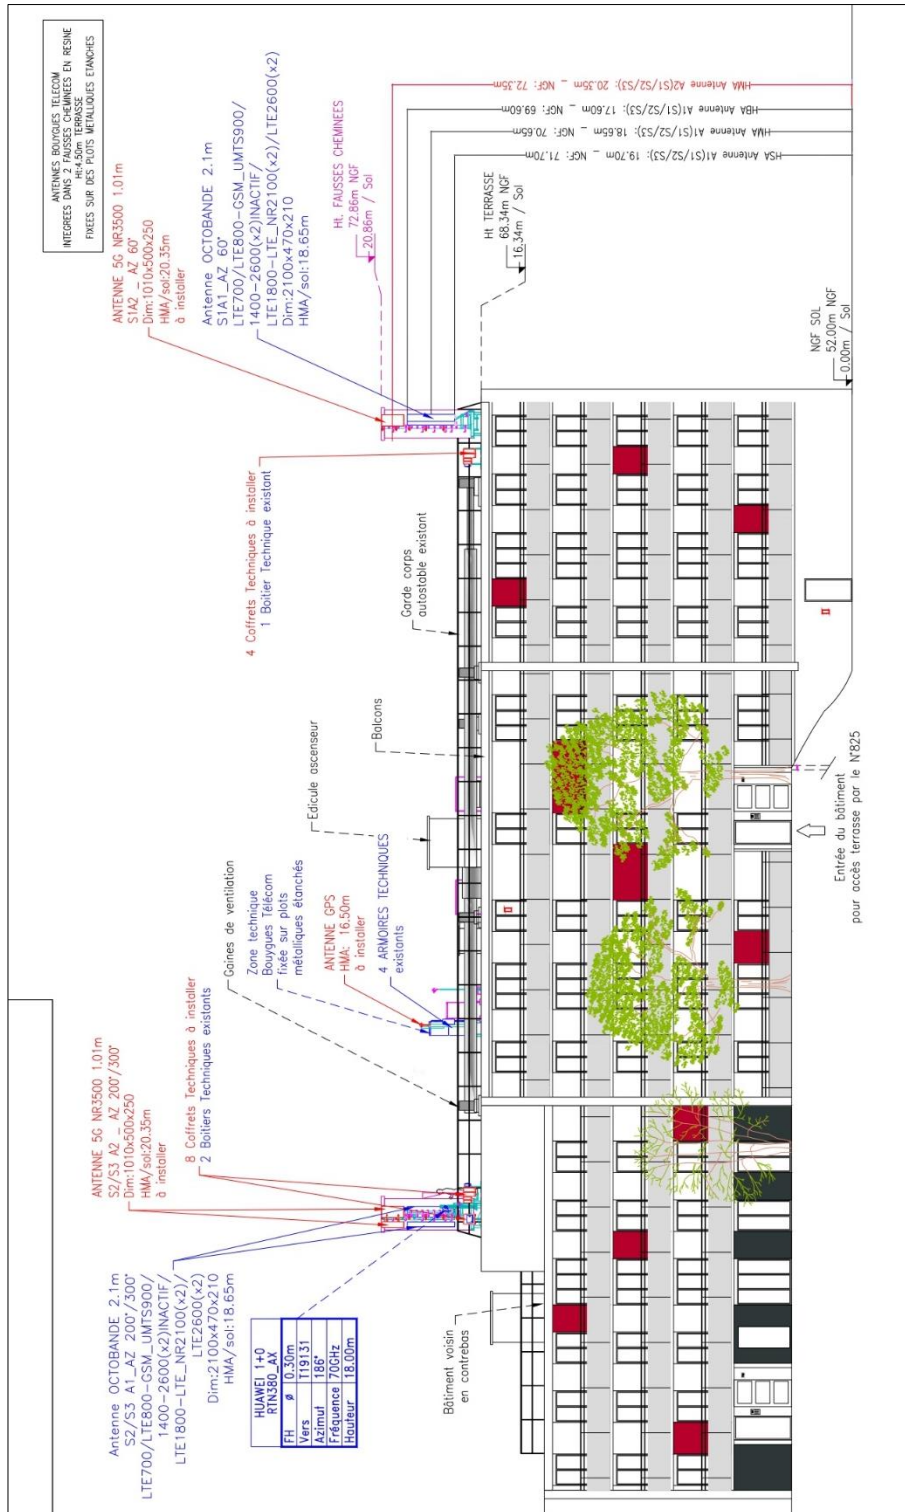 ANTENNES BOUYGUES TELECOM
INTEGREES DANS 2 FAUSSES CHEMINEES EN RESINE
Ht:4.50m TERRASSE
FIXEES SUR DES PLOTS METALLIQUES ETANCHES
ANTENNE 5G NR3500 1.01m
S1A2 _ AZ 60°
Dim:1010x500x250
HMA/sol:20.35m
à installer
Antenne OCTOBANDE 2.1m
S1A1_AZ 60°
LTE700/LTE800-GSM_UMTS900/
1400-2600(x2)INACTIF/
LTE1800-LTE_NR2100(x2)/LTE2600(x2)
Dim:2100x470x210
HMA/sol:18.65m
Ht. FAUSSES CHEMINEES
72.86m NGF
20.86m / Sol
HMA Antenne A2(S1/S2/S3): 20.35m _ NGF: 72.35m
HBA Antenne A1(S1/S2/S3): 17.60m _ NGF: 69.60m
HMA Antenne A1(S1/S2/S3): 18.65m _ NGF: 70.65m
HSA Antenne A1(S1/S2/S3): 19.70m _ NGF: 71.70m
Ht TERRASSE
68.34m NGF
16.34m / Sol
NGF SOL
52.00m NGF
0.00m / Sol
4 Coffrets Techniques à installer
1 Boitier Technique existant
Garde corps
autostable existant
Balcons
Edicule ascenseur
Gaines de ventilation
Zone technique
Bouygues Télécom
fixée sur plots
métalliques étanchés
ANTENNE GPS
HMA: 16.50m
à installer
4 ARMOIRES TECHNIQUES
existants
Entrée du bâtiment
pour accès terrasse par le N°825
ANTENNE 5G NR3500 1.01m
S2/S3 A2 _ AZ 200°/300°
Dim:1010x500x250
HMA/sol:20.35m
à installer
8 Coffrets Techniques à installer
2 Boitiers Techniques existants
Antenne OCTOBANDE 2.1m
S2/S3 A1_AZ 200°/300°
LTE700/LTE800-GSM_UMTS900/
1400-2600(x2)INACTIF/
LTE1800-LTE_NR2100(x2)/
LTE2600(x2)
Dim:2100x470x210
HMA/sol:18.65m
HUAWEI 1+0
RTN380_AX
FH ø 0.30m
Vers T19131
Azimut 186°
Fréquence 70GHz
Hauteur 18.00m
Bâtiment voisin
en contrebas